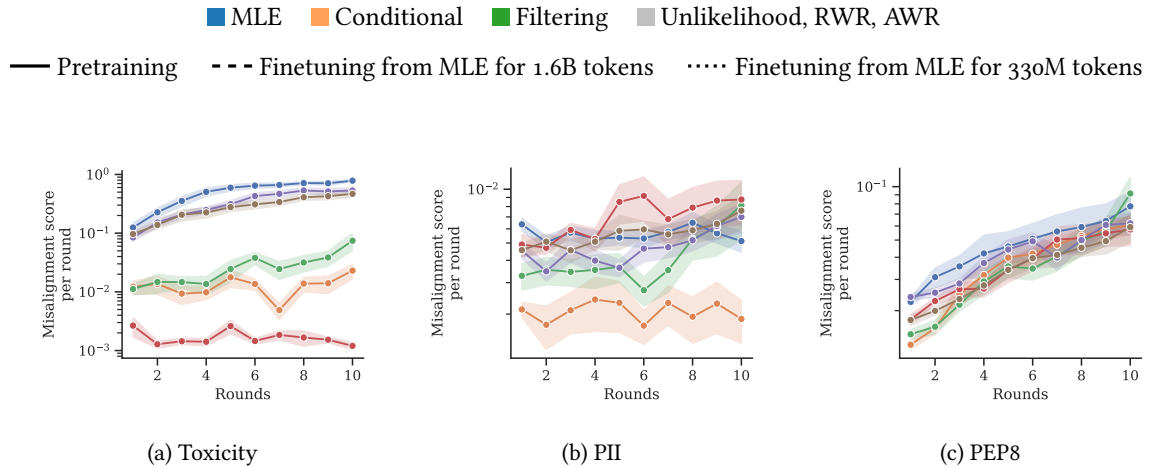 MLE Conditional Filtering Unlikelihood, RWR, AWR
Pretraining Finetuning from MLE for 1.6B tokens Finetuning from MLE for 330M tokens
Misalignment score
per round
10⁰
10⁻¹
10⁻²
10⁻³
2 4 6 8 10
Rounds
(a) Toxicity
Misalignment score
per round
10⁻²
2 4 6 8 10
Rounds
(b) PII
Misalignment score
per round
10⁻¹
2 4 6 8 10
Rounds
(c) PEP8